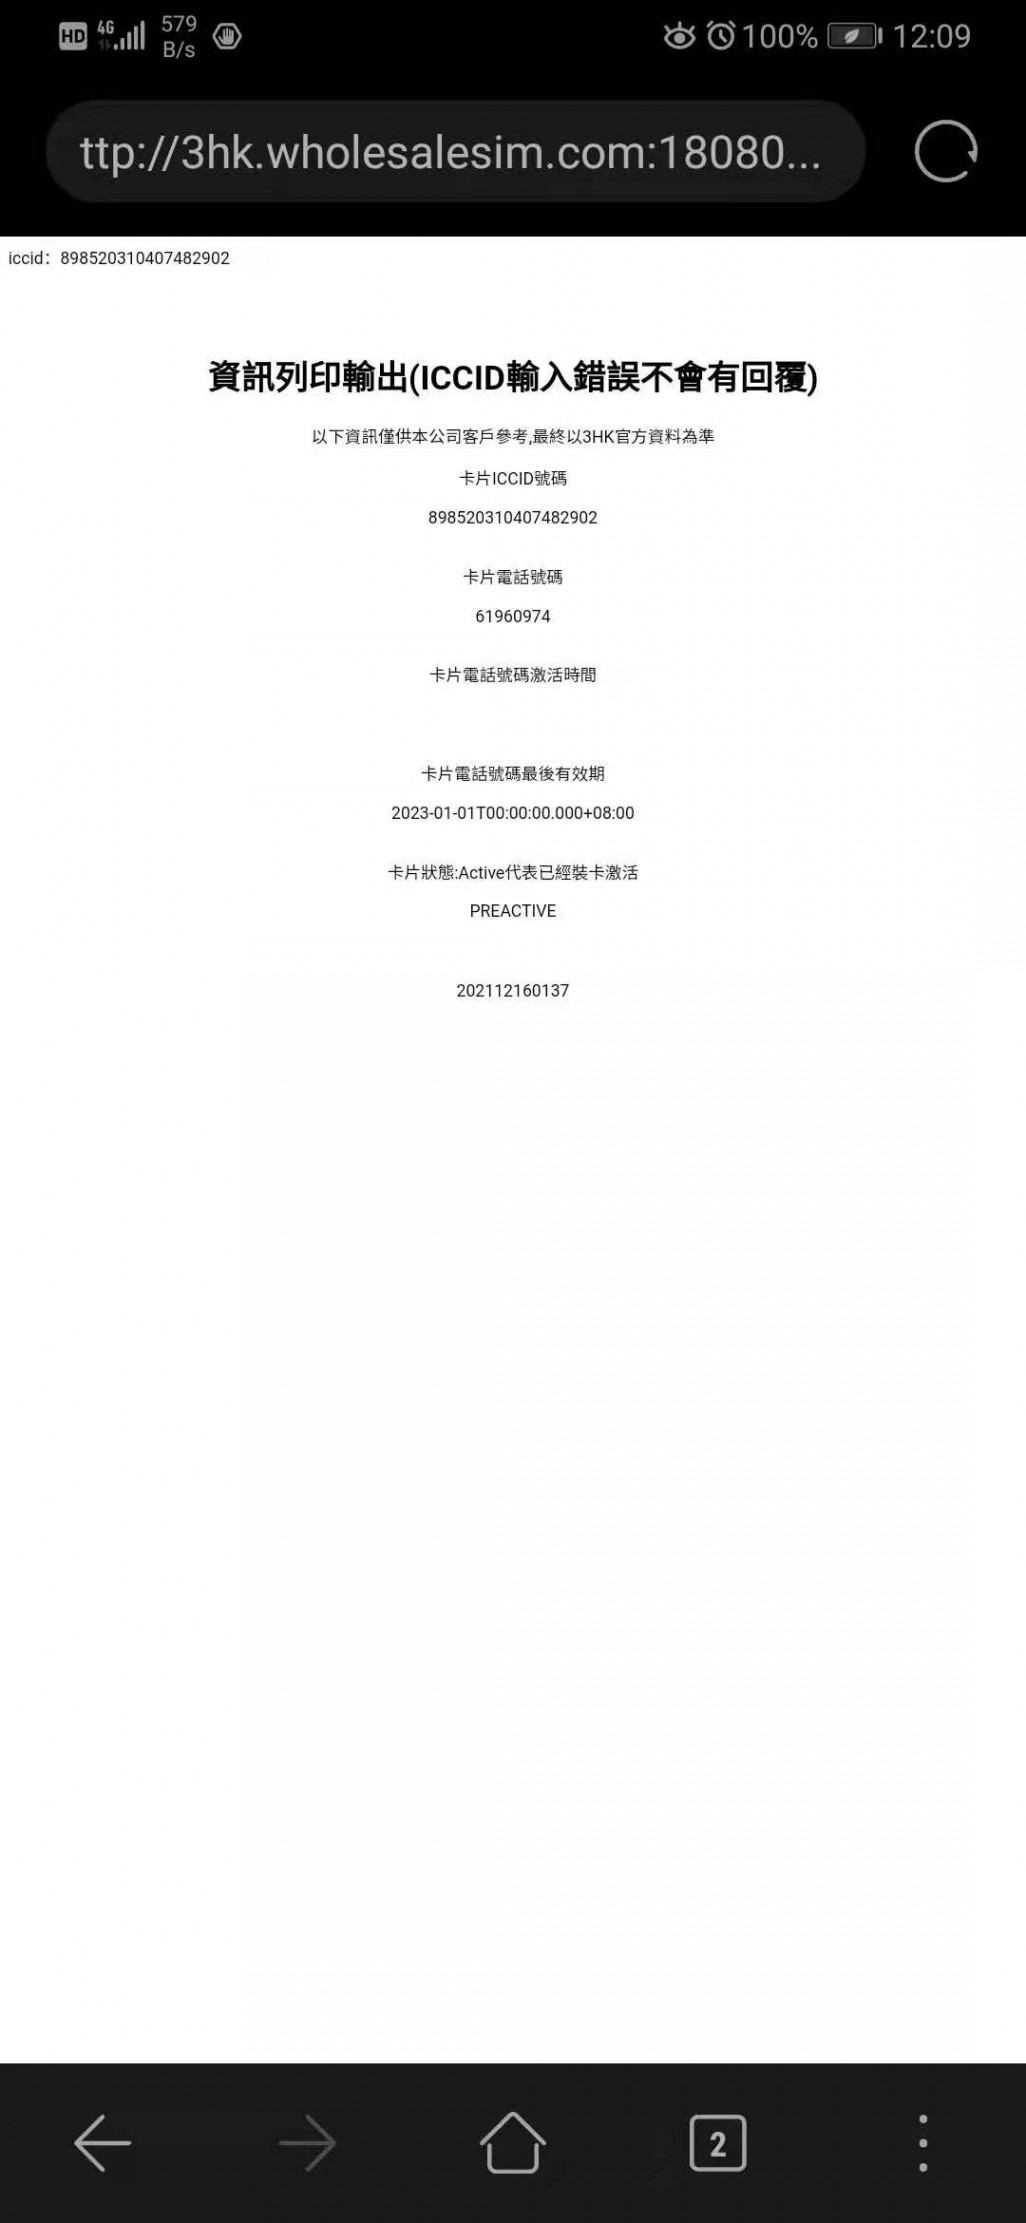 HD 4G 579 B/s 100% 12:09
ttp://3hk.wholesalesim.com:18080...
iccid：898520310407482902
資訊列印輸出(ICCID輸入錯誤不會有回覆)
以下資訊僅供本公司客戶參考,最終以3HK官方資料為準
卡片ICCID號碼
898520310407482902
卡片電話號碼
61960974
卡片電話號碼激活時間
卡片電話號碼最後有效期
2023-01-01T00:00:00.000+08:00
卡片狀態:Active代表已經裝卡激活
PREACTIVE
202112160137
2